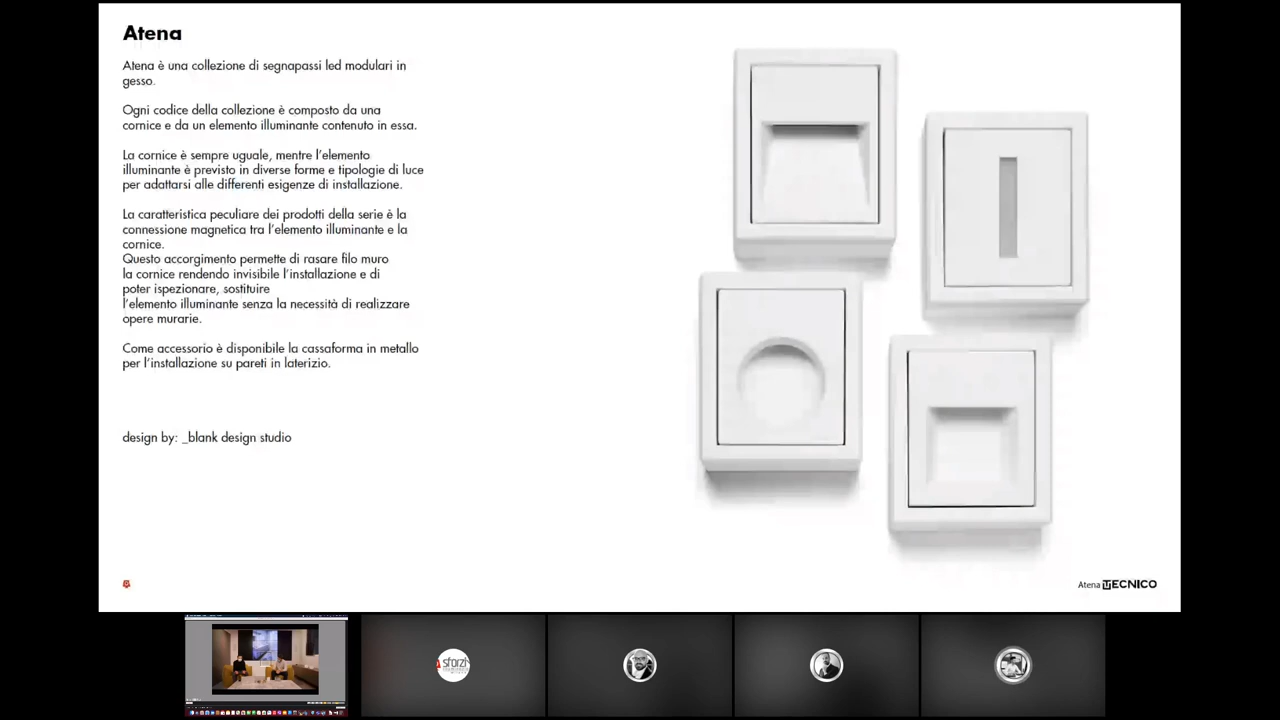 Atena
Atena è una collezione di segnapassi led modulari in
gesso.
Ogni codice della collezione è composto da una
cornice e da un elemento illuminante contenuto in essa.
La cornice è sempre uguale, mentre l’elemento
illuminante è previsto in diverse forme e tipologie di luce
per adattarsi alle differenti esigenze di installazione.
La caratteristica peculiare dei prodotti della serie è la
connessione magnetica tra l’elemento illuminante e la
cornice.
Questo accorgimento permette di rasare filo muro
la cornice rendendo invisibile l’installazione e di
poter ispezionare, sostituire
l’elemento illuminante senza la necessità di realizzare
opere murarie.
Come accessorio è disponibile la cassaforma in metallo
per l’installazione su pareti in laterizio.
design by: _blank design studio
Atena TECNICO
sforzi